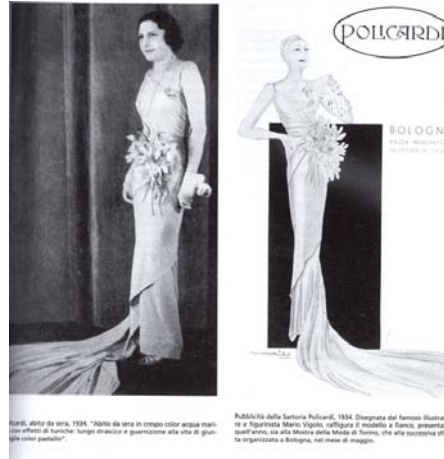 POLICARDI
BOLOGN
icardi, abito da sera, 1934. "Abito da sera in crespo color acqua mari-
con effetti di tuniche: lungo strascico e guarnizione alla vita di giun-
glie color pastello".
Pubblicità della Sartoria Policardi, 1934. Disegnata dal famoso illustrat
re e figurinista Mario Vigolo, raffigura il modello a fianco, presenta
quell'anno, sia alla Mostra della Moda di Torino, che alla successiva sfi
ta organizzata a Bologna, nel mese di maggio.